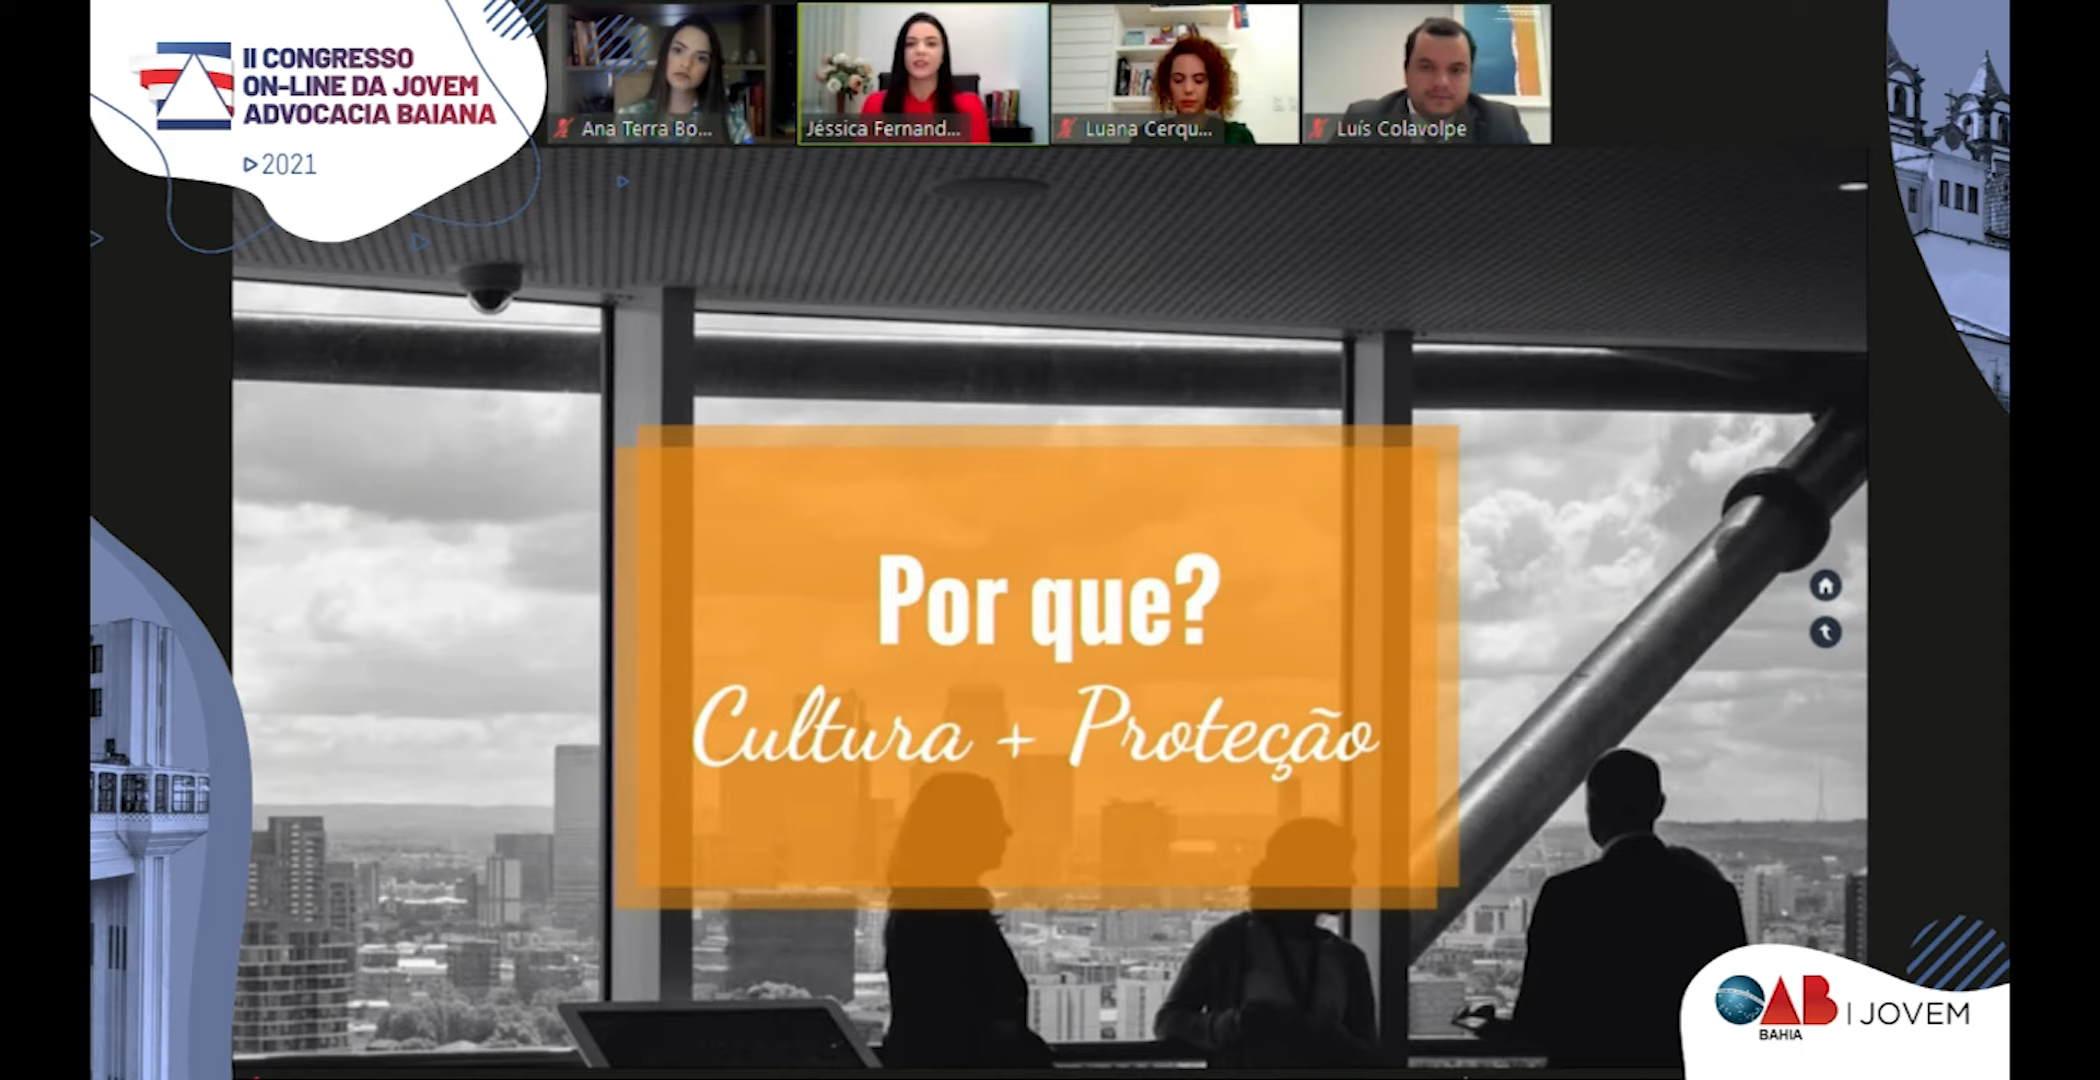 II CONGRESSO
ON-LINE DA JOVEM
ADVOCACIA BAIANA
2021
Ana Terra Bo...
Jéssica Fernand...
Luana Cerqu...
Luís Colavolpe
Por que?
Cultura + Proteção
OAB | JOVEM
BAHIA